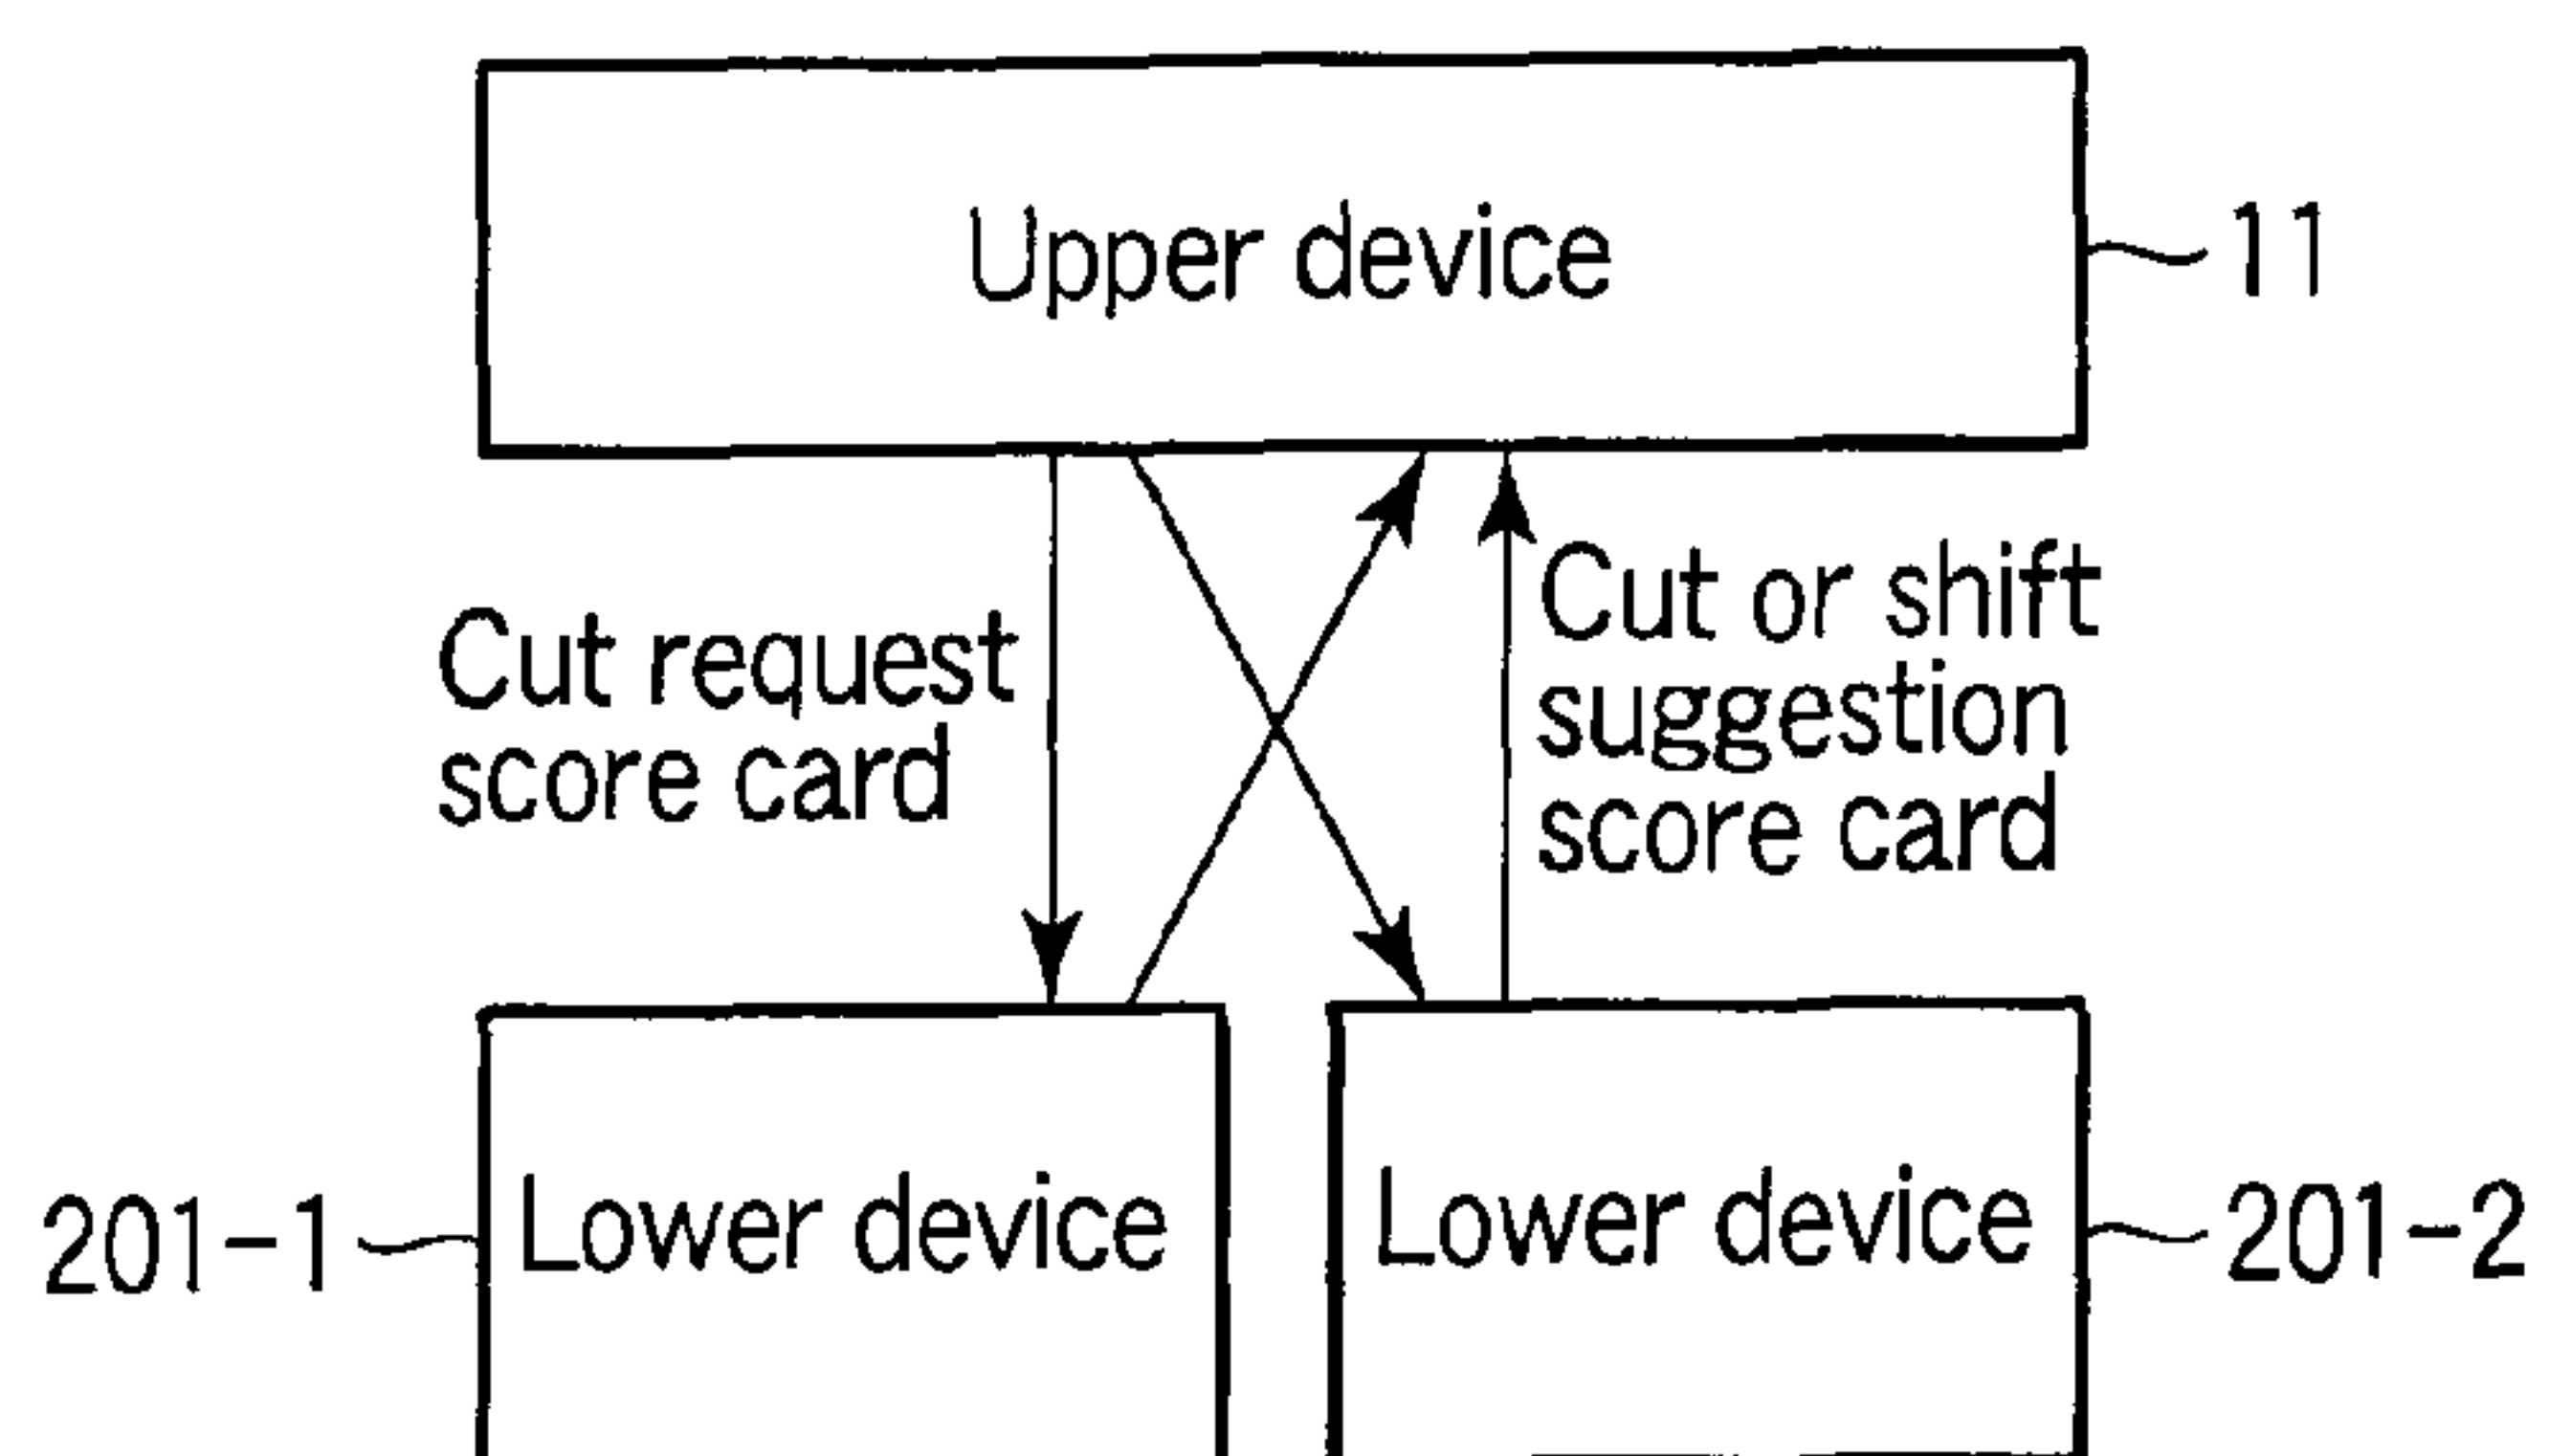 Upper device
11
Cut request
score card
Cut or shift
suggestion
score card
201-1
Lower device
Lower device
201-2